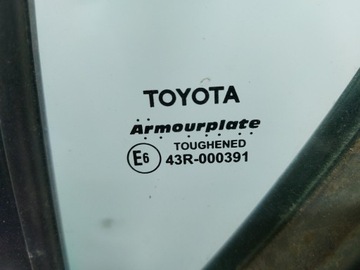 TOYOTA
Armourplate
TOUGHENED
E6 43R-000391